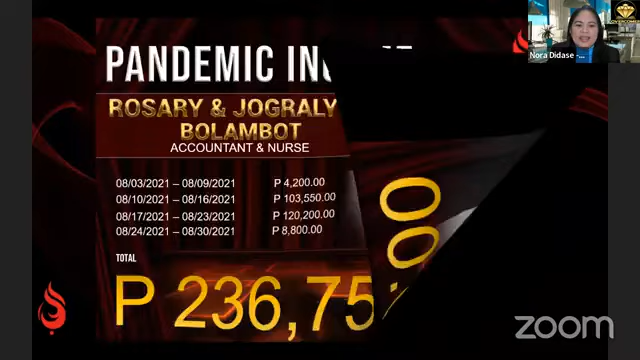 PANDEMIC IN
ROSARY & JOGRALY
BOLAMBOT
ACCOUNTANT & NURSE
08/03/2021 – 08/09/2021 P 4,200.00
08/10/2021 – 08/16/2021 P 103,550.00
08/17/2021 – 08/23/2021 P 120,200.00
08/24/2021 – 08/30/2021 P 8,800.00
TOTAL
P 236,75
00
Nora Didase -...
zoom